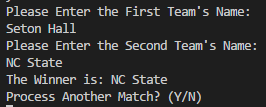 Please Enter the First Team's Name:
Seton Hall
Please Enter the Second Team's Name:
NC State
The Winner is: NC State
Process Another Match? (Y/N)